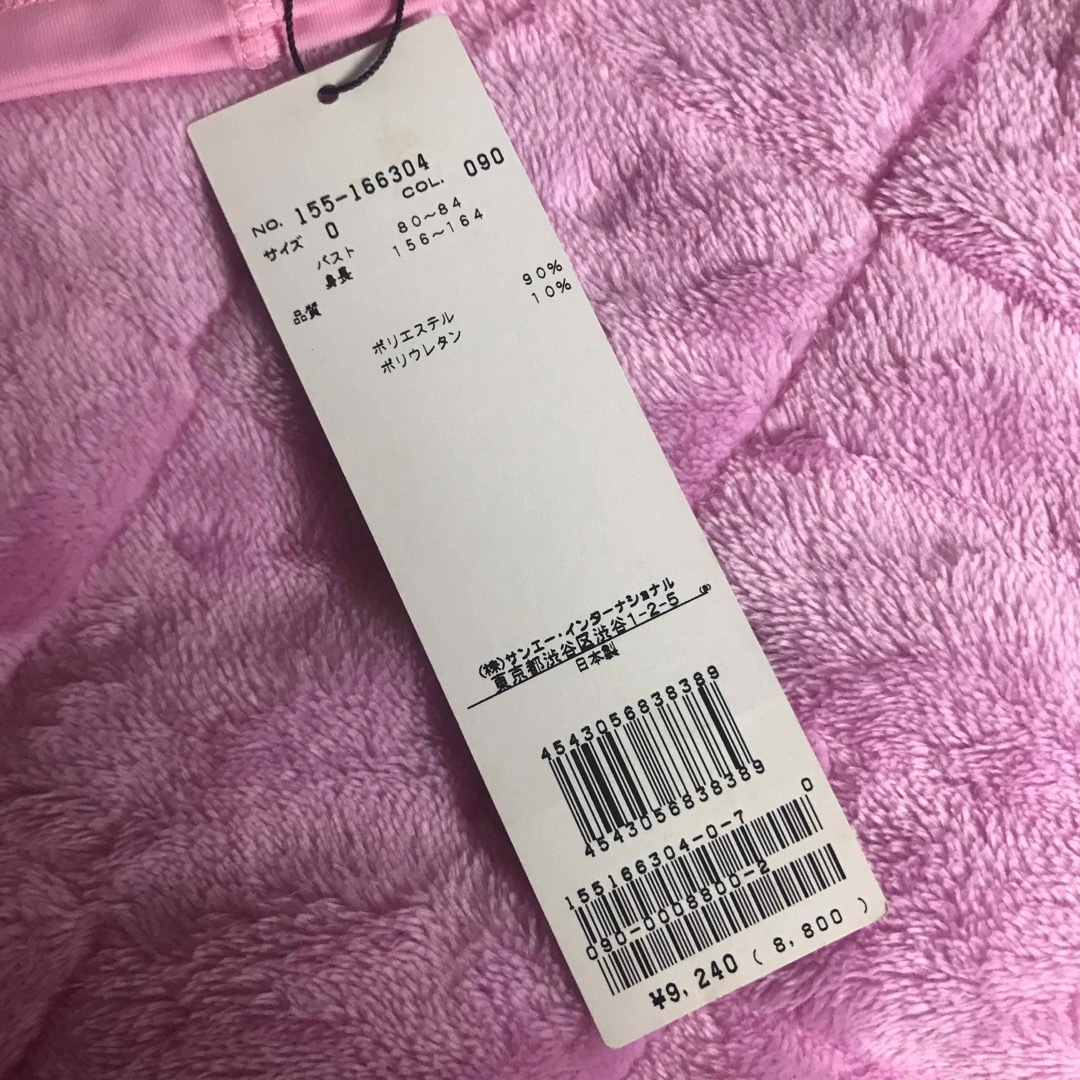 NO. 155-166304 COL. 090
サイズ 0
バスト 80〜84
身長 156〜164
品質
ポリエステル 90%
ポリウレタン 10%
(株)サンエー・インターナショナル
東京都渋谷区渋谷1-2-5
日本製
4543056838389
4543056838389
155166304-0-7 0
090-0008800-2
¥9,240 ( 8,800 )